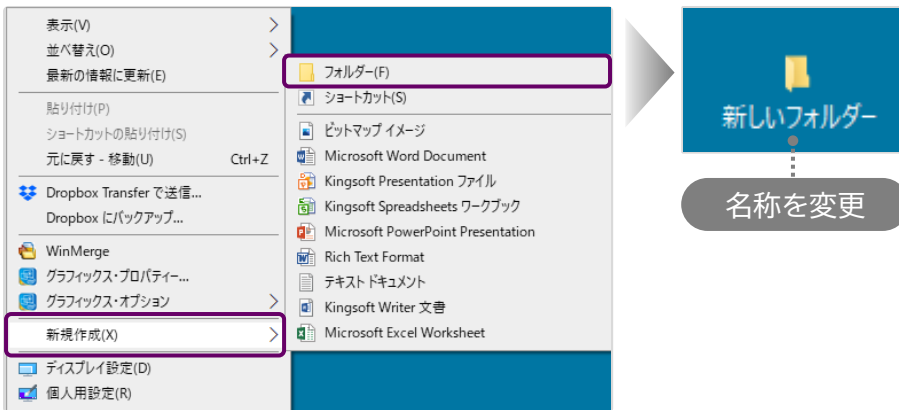 表示(V)
並べ替え(O)
最新の情報に更新(E)
貼り付け(P)
ショートカットの貼り付け(S)
元に戻す - 移動(U) Ctrl+Z
Dropbox Transfer で送信...
Dropbox にバックアップ...
WinMerge
グラフィックス・プロパティー...
グラフィックス・オプション
新規作成(X)
ディスプレイ設定(D)
個人用設定(R)
フォルダー(F)
ショートカット(S)
ビットマップ イメージ
Microsoft Word Document
Kingsoft Presentation ファイル
Kingsoft Spreadsheets ワークブック
Microsoft PowerPoint Presentation
Rich Text Format
テキスト ドキュメント
Kingsoft Writer 文書
Microsoft Excel Worksheet
新しいフォルダー
名称を変更